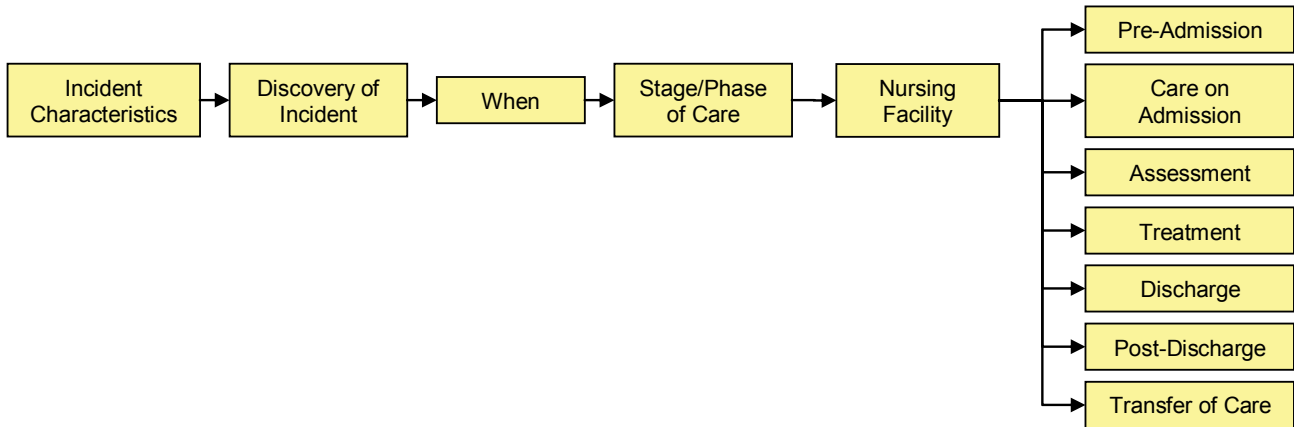 Incident
Characteristics
Discovery of
Incident
When
Stage/Phase
of Care
Nursing
Facility
Pre-Admission
Care on
Admission
Assessment
Treatment
Discharge
Post-Discharge
Transfer of Care